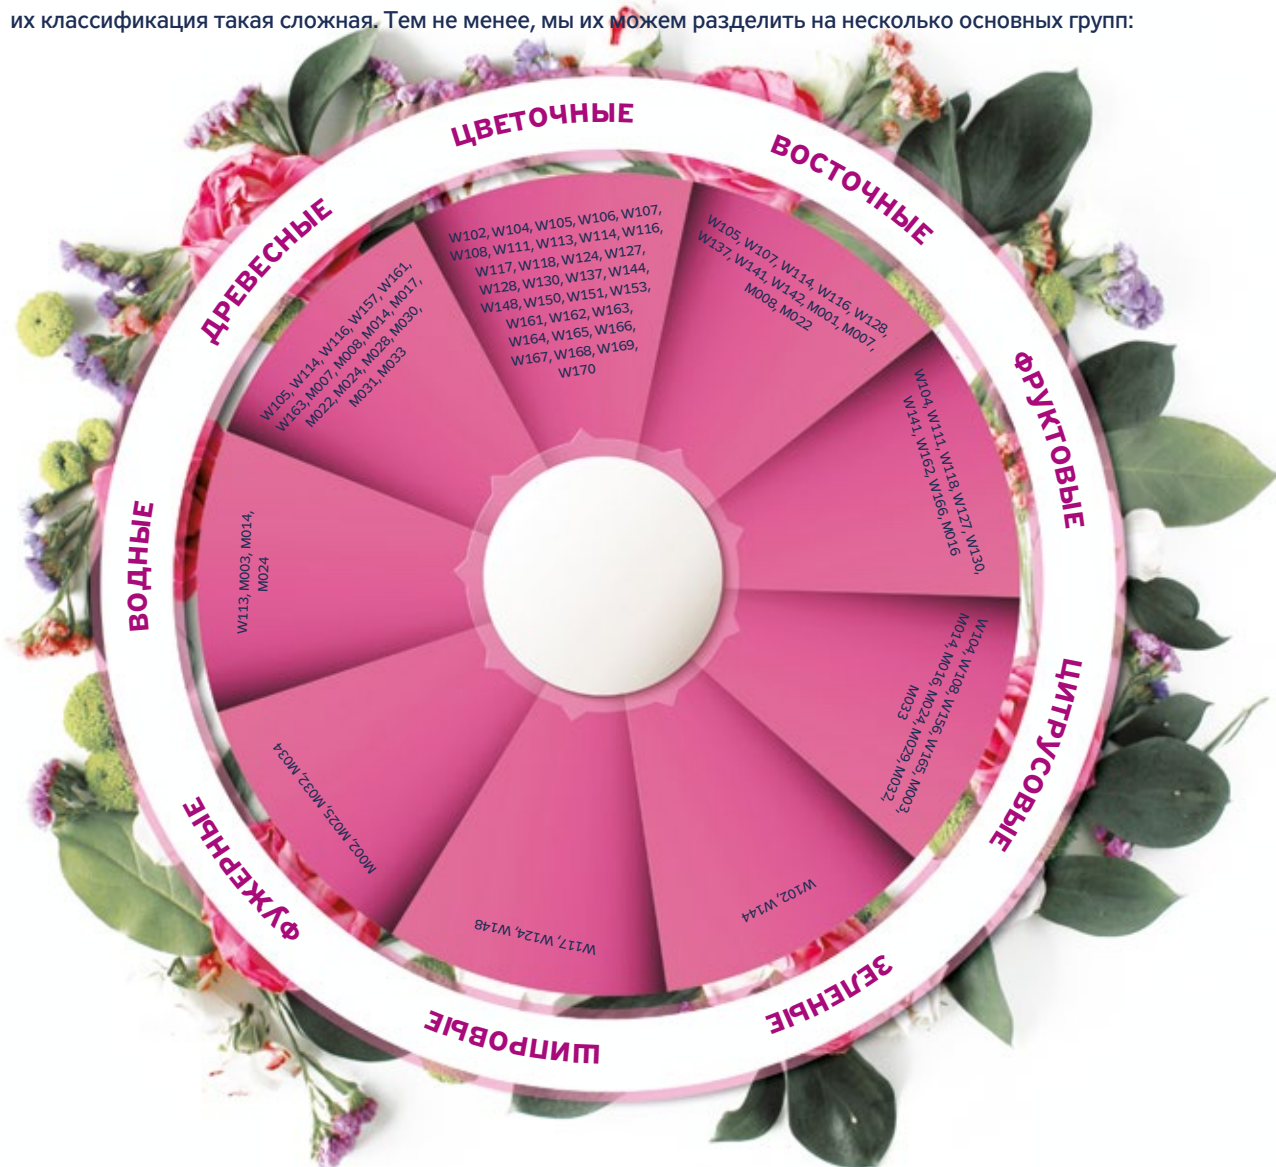 их классификация такая сложная. Тем не менее, мы их можем разделить на несколько основных групп:
ЦВЕТОЧНЫЕ
W102, W104, W105, W106, W107,
W108, W111, W113, W114, W116,
W117, W118, W124, W127,
W128, W130, W137, W144,
W148, W150, W151, W153,
W161, W162, W163,
W164, W165, W166,
W167, W168, W169,
W170
ВОСТОЧНЫЕ
W105, W107, W114, W116, W128,
W137, W141, W142, M001, M007,
M008, M022
ФРУКТОВЫЕ
W104, W111, W118, W127, W130,
W141, W162, W166, M016
ЦИТРУСОВЫЕ
W104, W108, W156, W165, M003,
M014, M016, M024, M029, M032,
M033
ЗЕЛЕНЫЕ
W102, W144
ШИПРОВЫЕ
W117, W124, W148
ФУЖЕРНЫЕ
M002, M025, M032, M034
ВОДНЫЕ
W113, M003, M014,
M024
ДРЕВЕСНЫЕ
W105, W114, W116, W157, W161,
W163, M007, M008, M014, M017,
M022, M024, M028, M030,
M031, M033